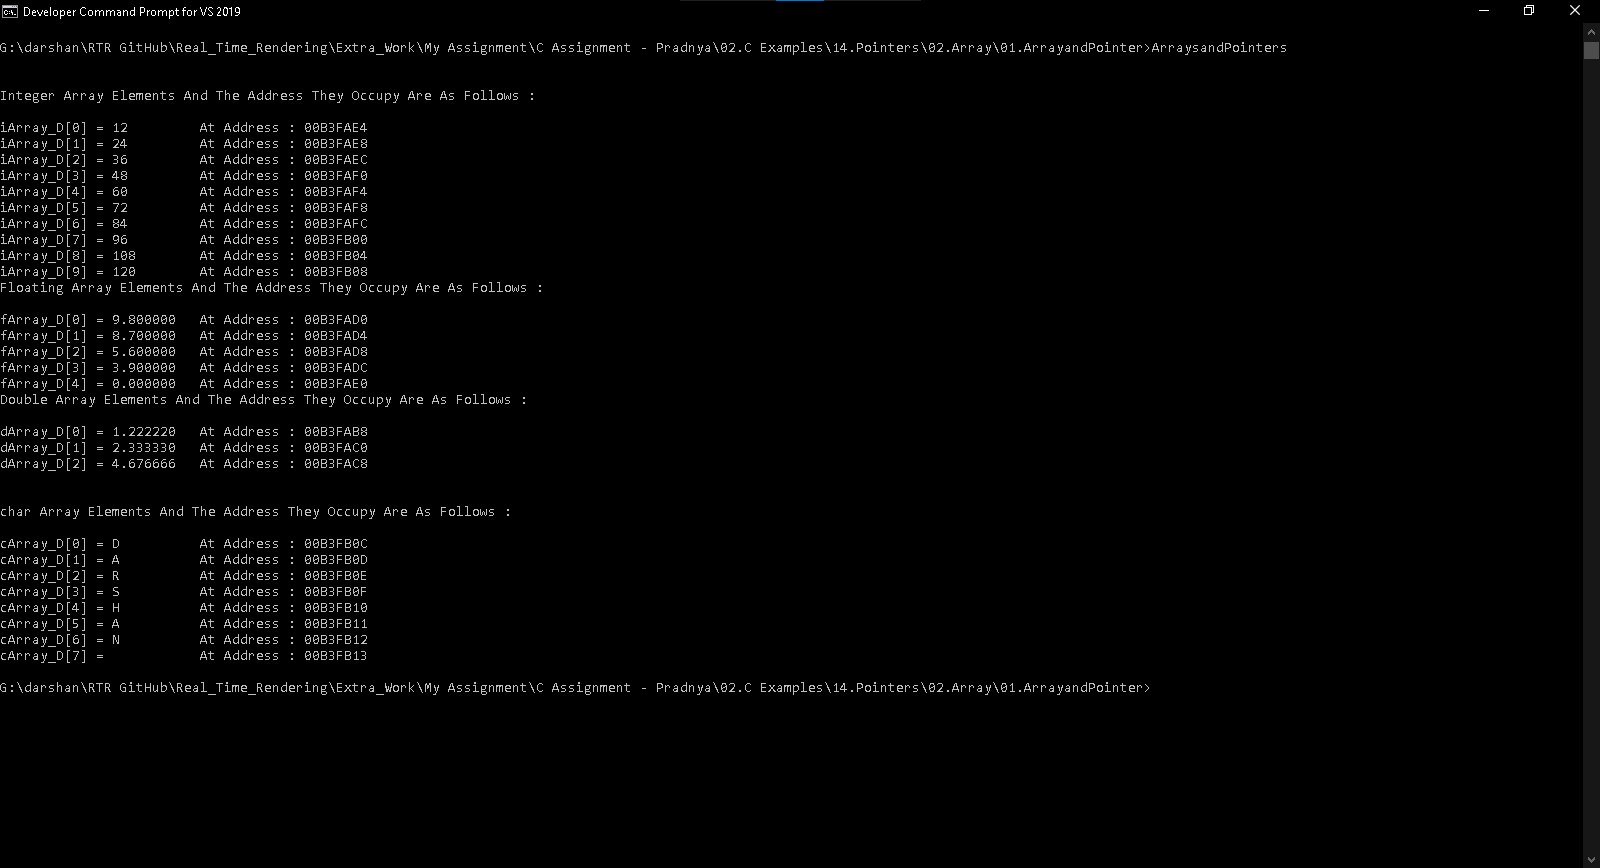 Developer Command Prompt for VS 2019
G:\darshan\RTR GitHub\Real_Time_Rendering\Extra_Work\My Assignment\C Assignment - Pradnya\02.C Examples\14.Pointers\02.Array\01.ArrayandPointer>ArraysandPointers
Integer Array Elements And The Address They Occupy Are As Follows :
iArray_D[0] = 12         At Address : 00B3FAE4
iArray_D[1] = 24         At Address : 00B3FAE8
iArray_D[2] = 36         At Address : 00B3FAEC
iArray_D[3] = 48         At Address : 00B3FAF0
iArray_D[4] = 60         At Address : 00B3FAF4
iArray_D[5] = 72         At Address : 00B3FAF8
iArray_D[6] = 84         At Address : 00B3FAFC
iArray_D[7] = 96         At Address : 00B3FB00
iArray_D[8] = 108        At Address : 00B3FB04
iArray_D[9] = 120        At Address : 00B3FB08
Floating Array Elements And The Address They Occupy Are As Follows :
fArray_D[0] = 9.800000   At Address : 00B3FAD0
fArray_D[1] = 8.700000   At Address : 00B3FAD4
fArray_D[2] = 5.600000   At Address : 00B3FAD8
fArray_D[3] = 3.900000   At Address : 00B3FADC
fArray_D[4] = 0.000000   At Address : 00B3FAE0
Double Array Elements And The Address They Occupy Are As Follows :
dArray_D[0] = 1.222220   At Address : 00B3FAB8
dArray_D[1] = 2.333330   At Address : 00B3FAC0
dArray_D[2] = 4.676666   At Address : 00B3FAC8
char Array Elements And The Address They Occupy Are As Follows :
cArray_D[0] = D          At Address : 00B3FB0C
cArray_D[1] = A          At Address : 00B3FB0D
cArray_D[2] = R          At Address : 00B3FB0E
cArray_D[3] = S          At Address : 00B3FB0F
cArray_D[4] = H          At Address : 00B3FB10
cArray_D[5] = A          At Address : 00B3FB11
cArray_D[6] = N          At Address : 00B3FB12
cArray_D[7] =            At Address : 00B3FB13
G:\darshan\RTR GitHub\Real_Time_Rendering\Extra_Work\My Assignment\C Assignment - Pradnya\02.C Examples\14.Pointers\02.Array\01.ArrayandPointer>